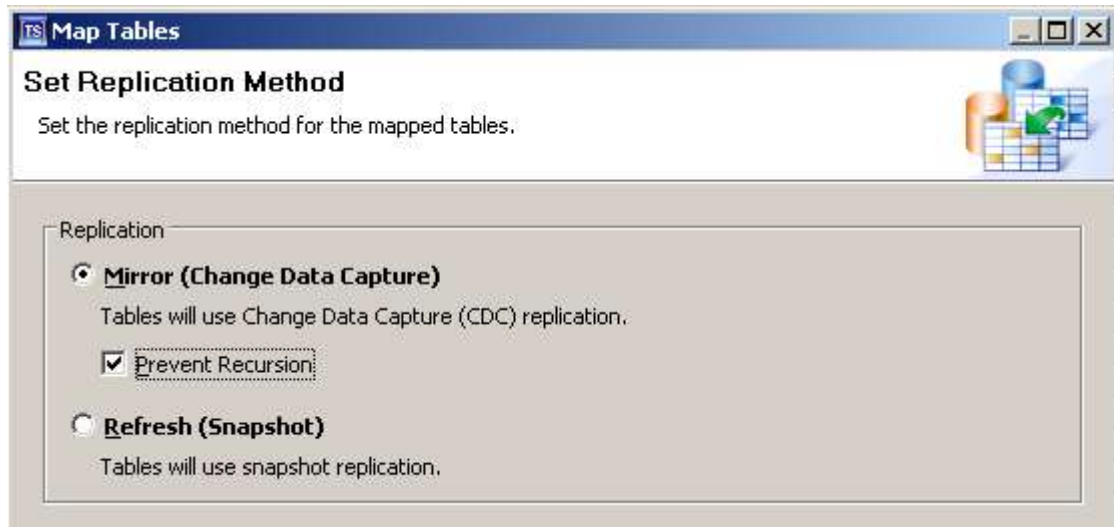 TS Map Tables
Set Replication Method
Set the replication method for the mapped tables.
Replication
Mirror (Change Data Capture)
Tables will use Change Data Capture (CDC) replication.
Prevent Recursion
Refresh (Snapshot)
Tables will use snapshot replication.